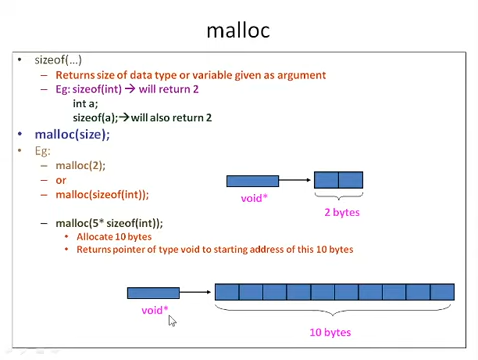 malloc
• sizeof(...)
– Returns size of data type or variable given as argument
– Eg: sizeof(int) → will return 2
int a;
sizeof(a);→will also return 2
• malloc(size);
• Eg:
– malloc(2);
– or
– malloc(sizeof(int));
void*
2 bytes
– malloc(5* sizeof(int));
• Allocate 10 bytes
• Returns pointer of type void to starting address of this 10 bytes
void*
10 bytes